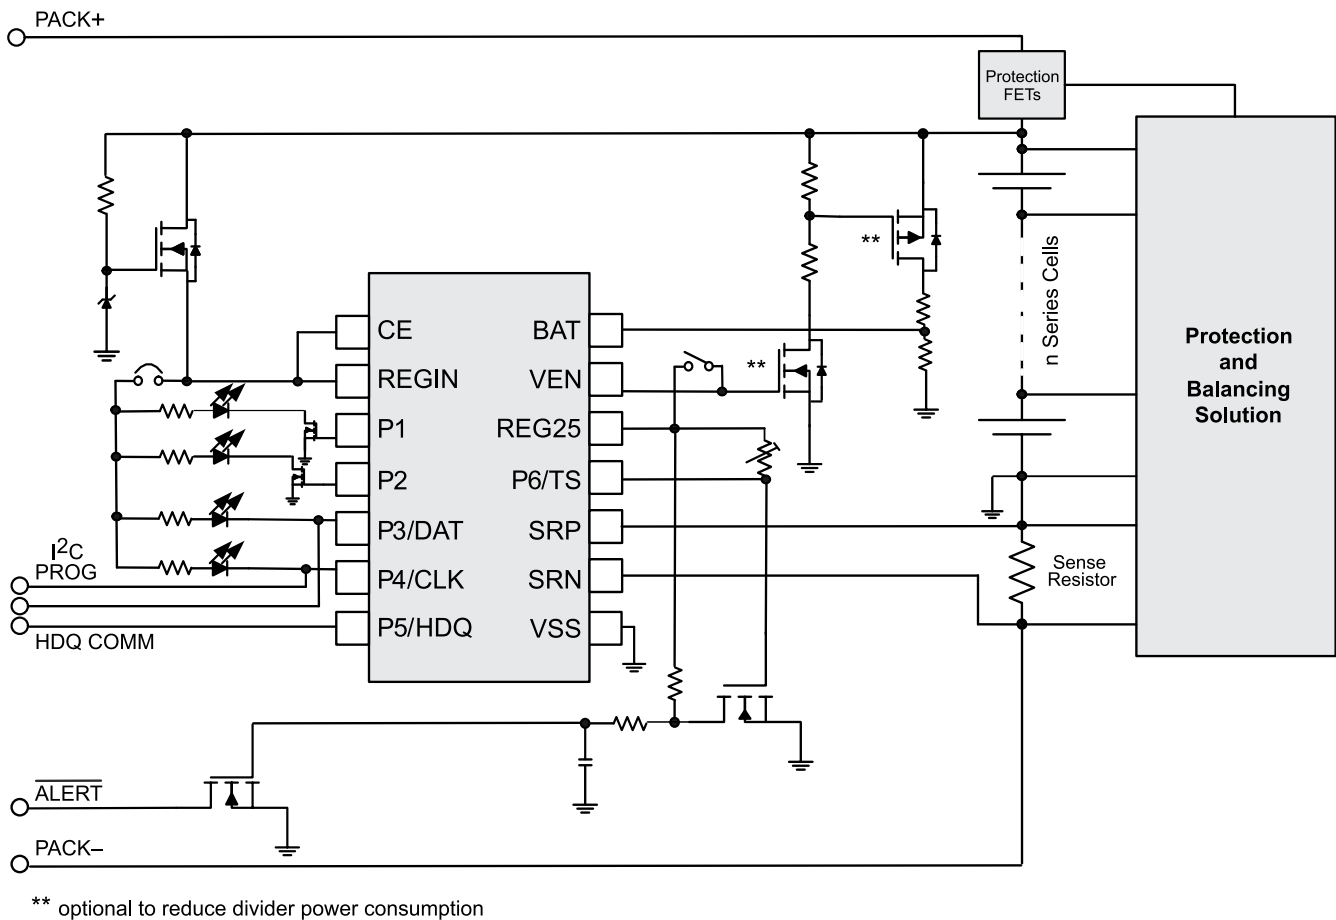 PACK+
Protection
FETs
**
n Series Cells
Protection
and
Balancing
Solution
CE
BAT
**
REGIN
VEN
P1
REG25
P2
P6/TS
P3/DAT
SRP
I2C
PROG
P4/CLK
SRN
Sense
Resistor
P5/HDQ
VSS
HDQ COMM
ALERT
PACK–
** optional to reduce divider power consumption